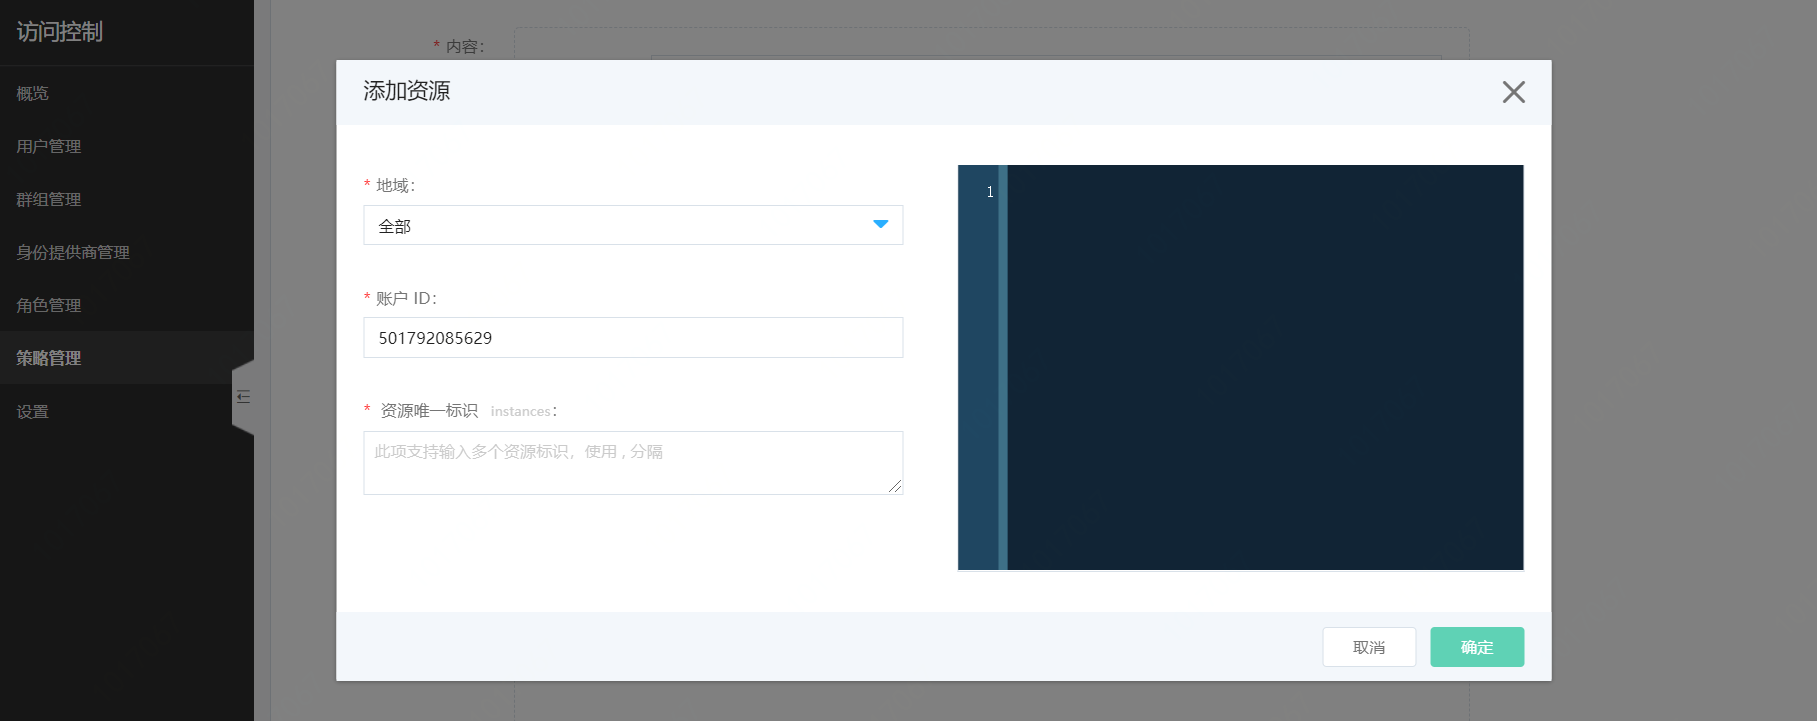 访问控制
概览
用户管理
群组管理
身份提供商管理
角色管理
策略管理
设置
* 内容：
添加资源
* 地域：
全部
* 账户 ID：
501792085629
* 资源唯一标识 instances：
此项支持输入多个资源标识，使用 , 分隔
1
取消
确定